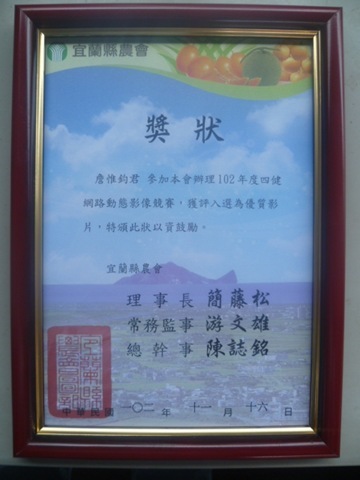 宜蘭縣農會
獎狀
詹惟鈞君 參加本會辦理102年度四健
網路動態影像競賽，獲評入選為優質影
片，特頒此狀以資鼓勵。
宜蘭縣農會
理事長 簡藤松
常務監事 游文雄
總幹事 陳誌銘
中華民國 一〇二 年 十一 月 十六 日